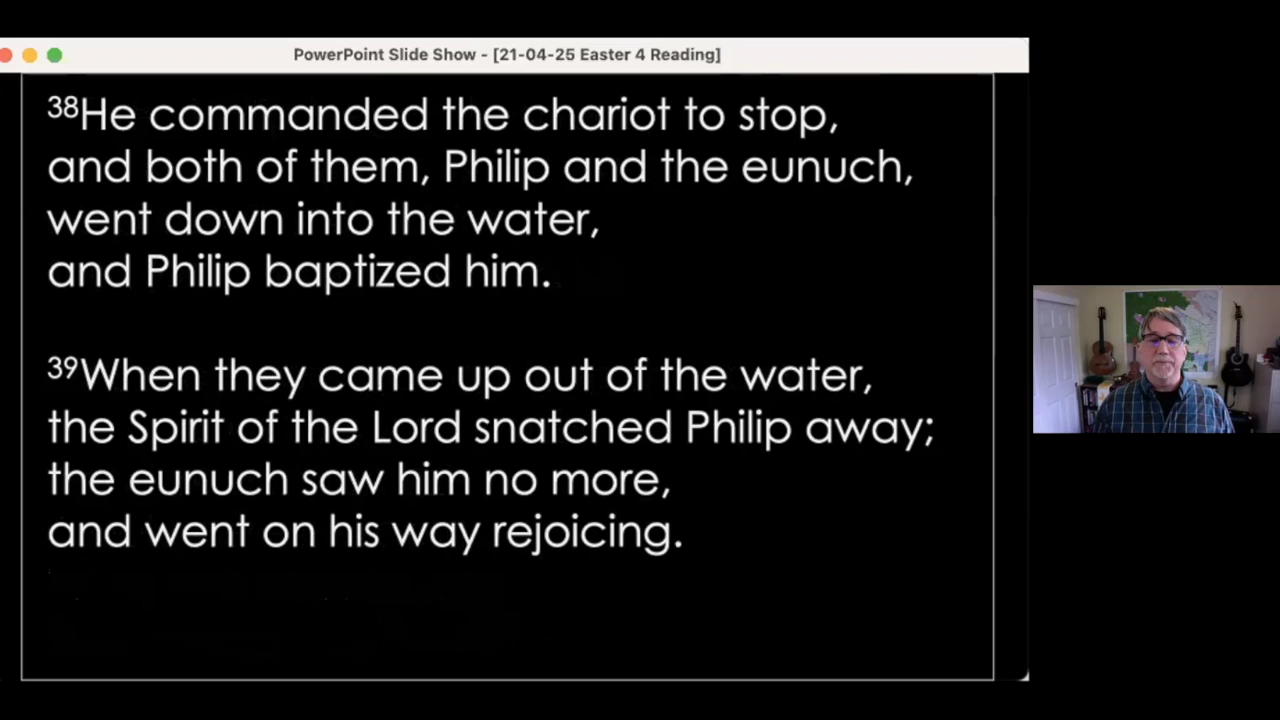 PowerPoint Slide Show - [21-04-25 Easter 4 Reading]
38He commanded the chariot to stop,
and both of them, Philip and the eunuch,
went down into the water,
and Philip baptized him.
39When they came up out of the water,
the Spirit of the Lord snatched Philip away;
the eunuch saw him no more,
and went on his way rejoicing.